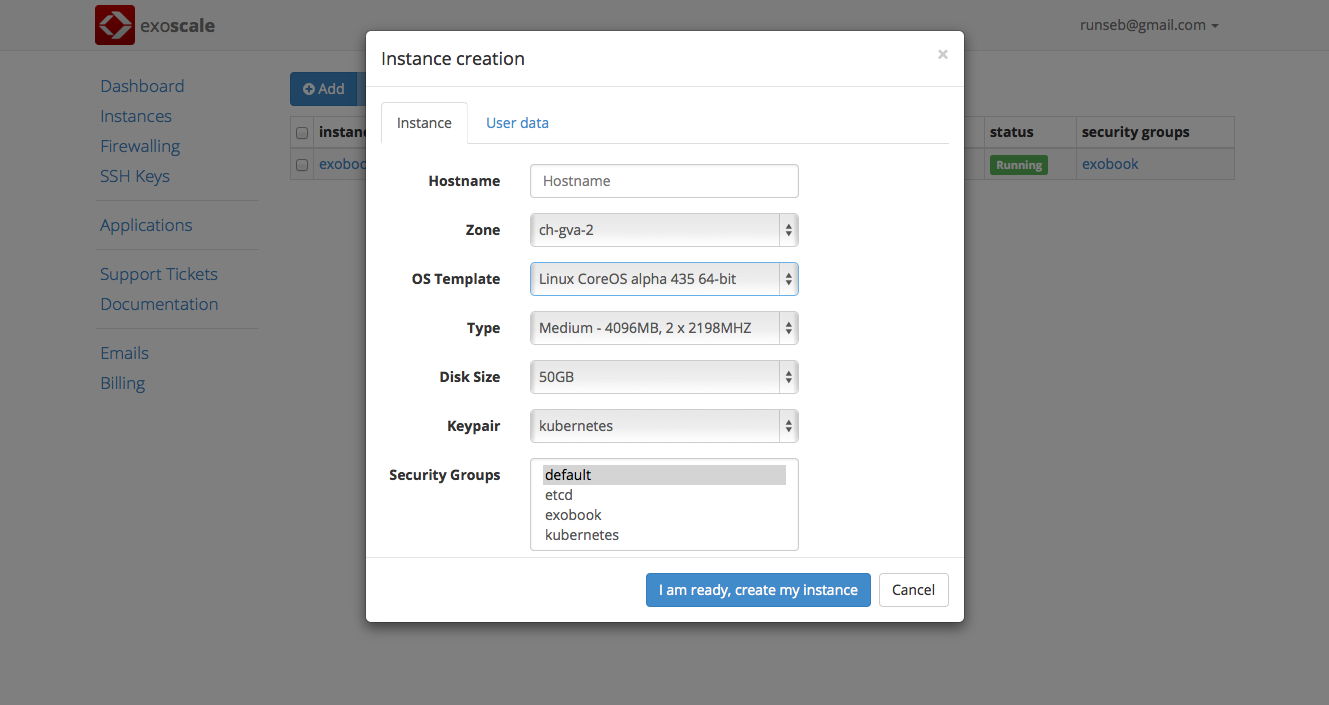 exoscale
runseb@gmail.com
Dashboard
Instances
Firewalling
SSH Keys
Applications
Support Tickets
Documentation
Emails
Billing
Add
status
security groups
Running
exobook
Instance creation
×
Instance
User data
Hostname
Hostname
Zone
ch-gva-2
OS Template
Linux CoreOS alpha 435 64-bit
Type
Medium - 4096MB, 2 x 2198MHZ
Disk Size
50GB
Keypair
kubernetes
Security Groups
default
etcd
exobook
kubernetes
I am ready, create my instance
Cancel